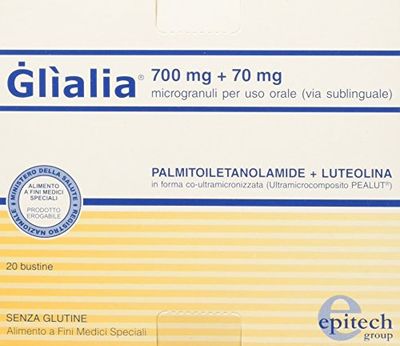 Glìalia® 700 mg + 70 mg
microgranuli per uso orale (via sublinguale)
PALMITOILETANOLAMIDE + LUTEOLINA
in forma co-ultramicronizzata (Ultramicrocomposito PEALUT®)
MINISTERO DELLA SALUTE
REGISTRO NAZIONALE
ALIMENTO
A FINI MEDICI
SPECIALI
PRODOTTO
EROGABILE
20 bustine
SENZA GLUTINE
Alimento a Fini Medici Speciali
e
epitech
group